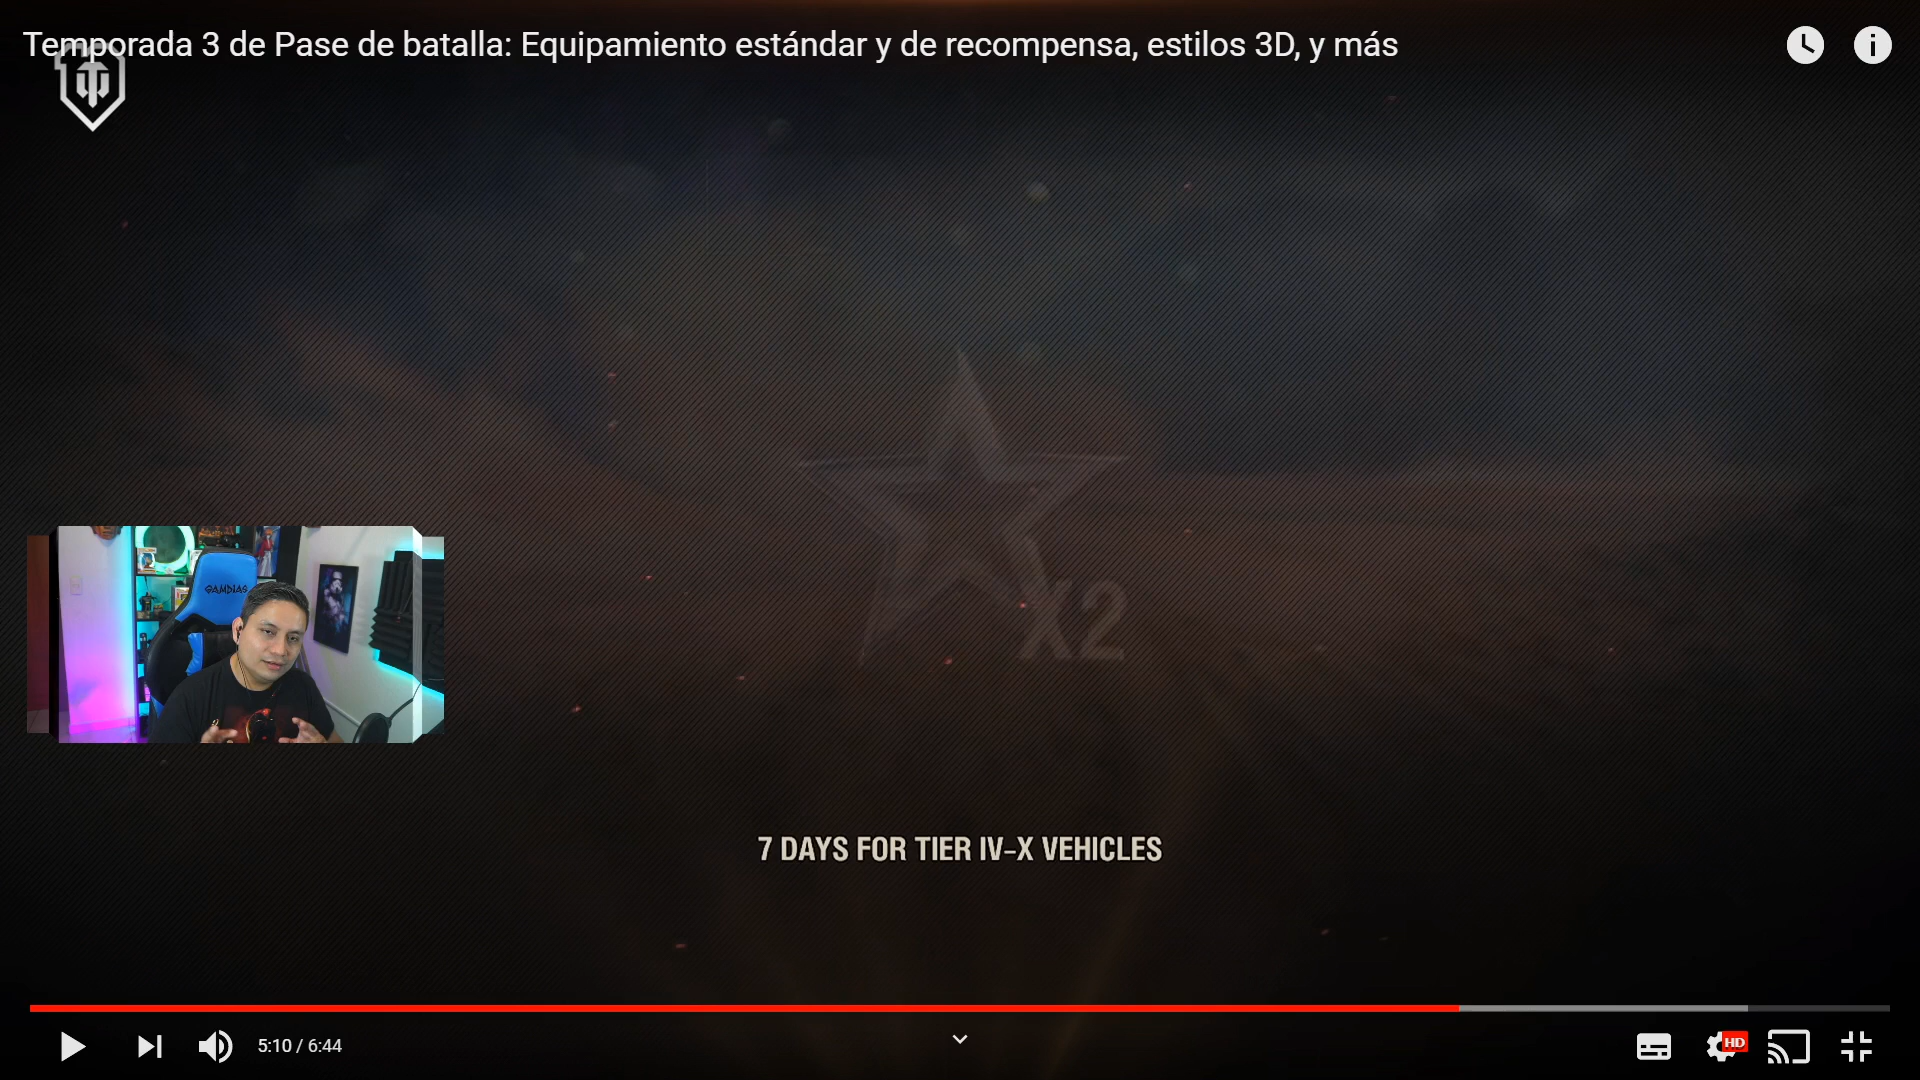 Temporada 3 de Pase de batalla: Equipamiento estándar y de recompensa, estilos 3D, y más
GAMDIAS
X2
7 DAYS FOR TIER IV–X VEHICLES
5:10 / 6:44
HD